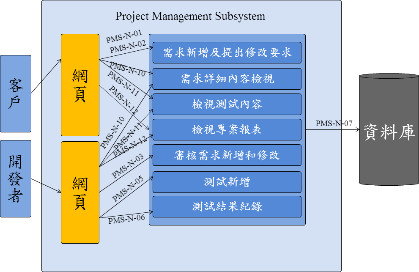 Project Management Subsystem
客戶
開發者
網頁
網頁
PMS-N-01
PMS-N-02
PMS-N-10
PMS-N-11
PMS-N-10
PMS-N-11
PMS-N-12
PMS-N-03
PMS-N-05
PMS-N-06
需求新增及提出修改要求
需求詳細內容檢視
檢視測試內容
檢視專案報表
審核需求新增和修改
測試新增
測試結果紀錄
PMS-N-07
資料庫